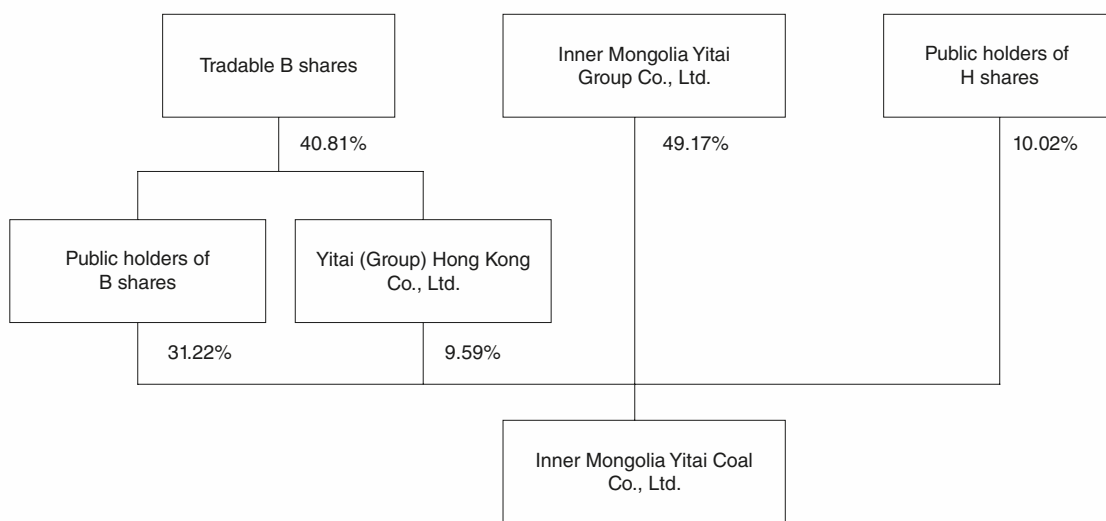 Tradable B shares
Inner Mongolia Yitai
Group Co., Ltd.
Public holders of
H shares
40.81%
49.17%
10.02%
Public holders of
B shares
Yitai (Group) Hong Kong
Co., Ltd.
31.22%
9.59%
Inner Mongolia Yitai Coal
Co., Ltd.